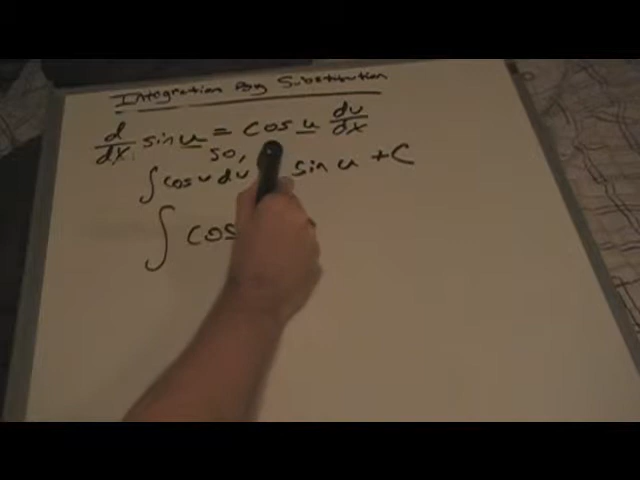 Integration By Substitution
d/dx sin u = cos u du/dx
so,
∫ cos u du sin u + C
∫ cos